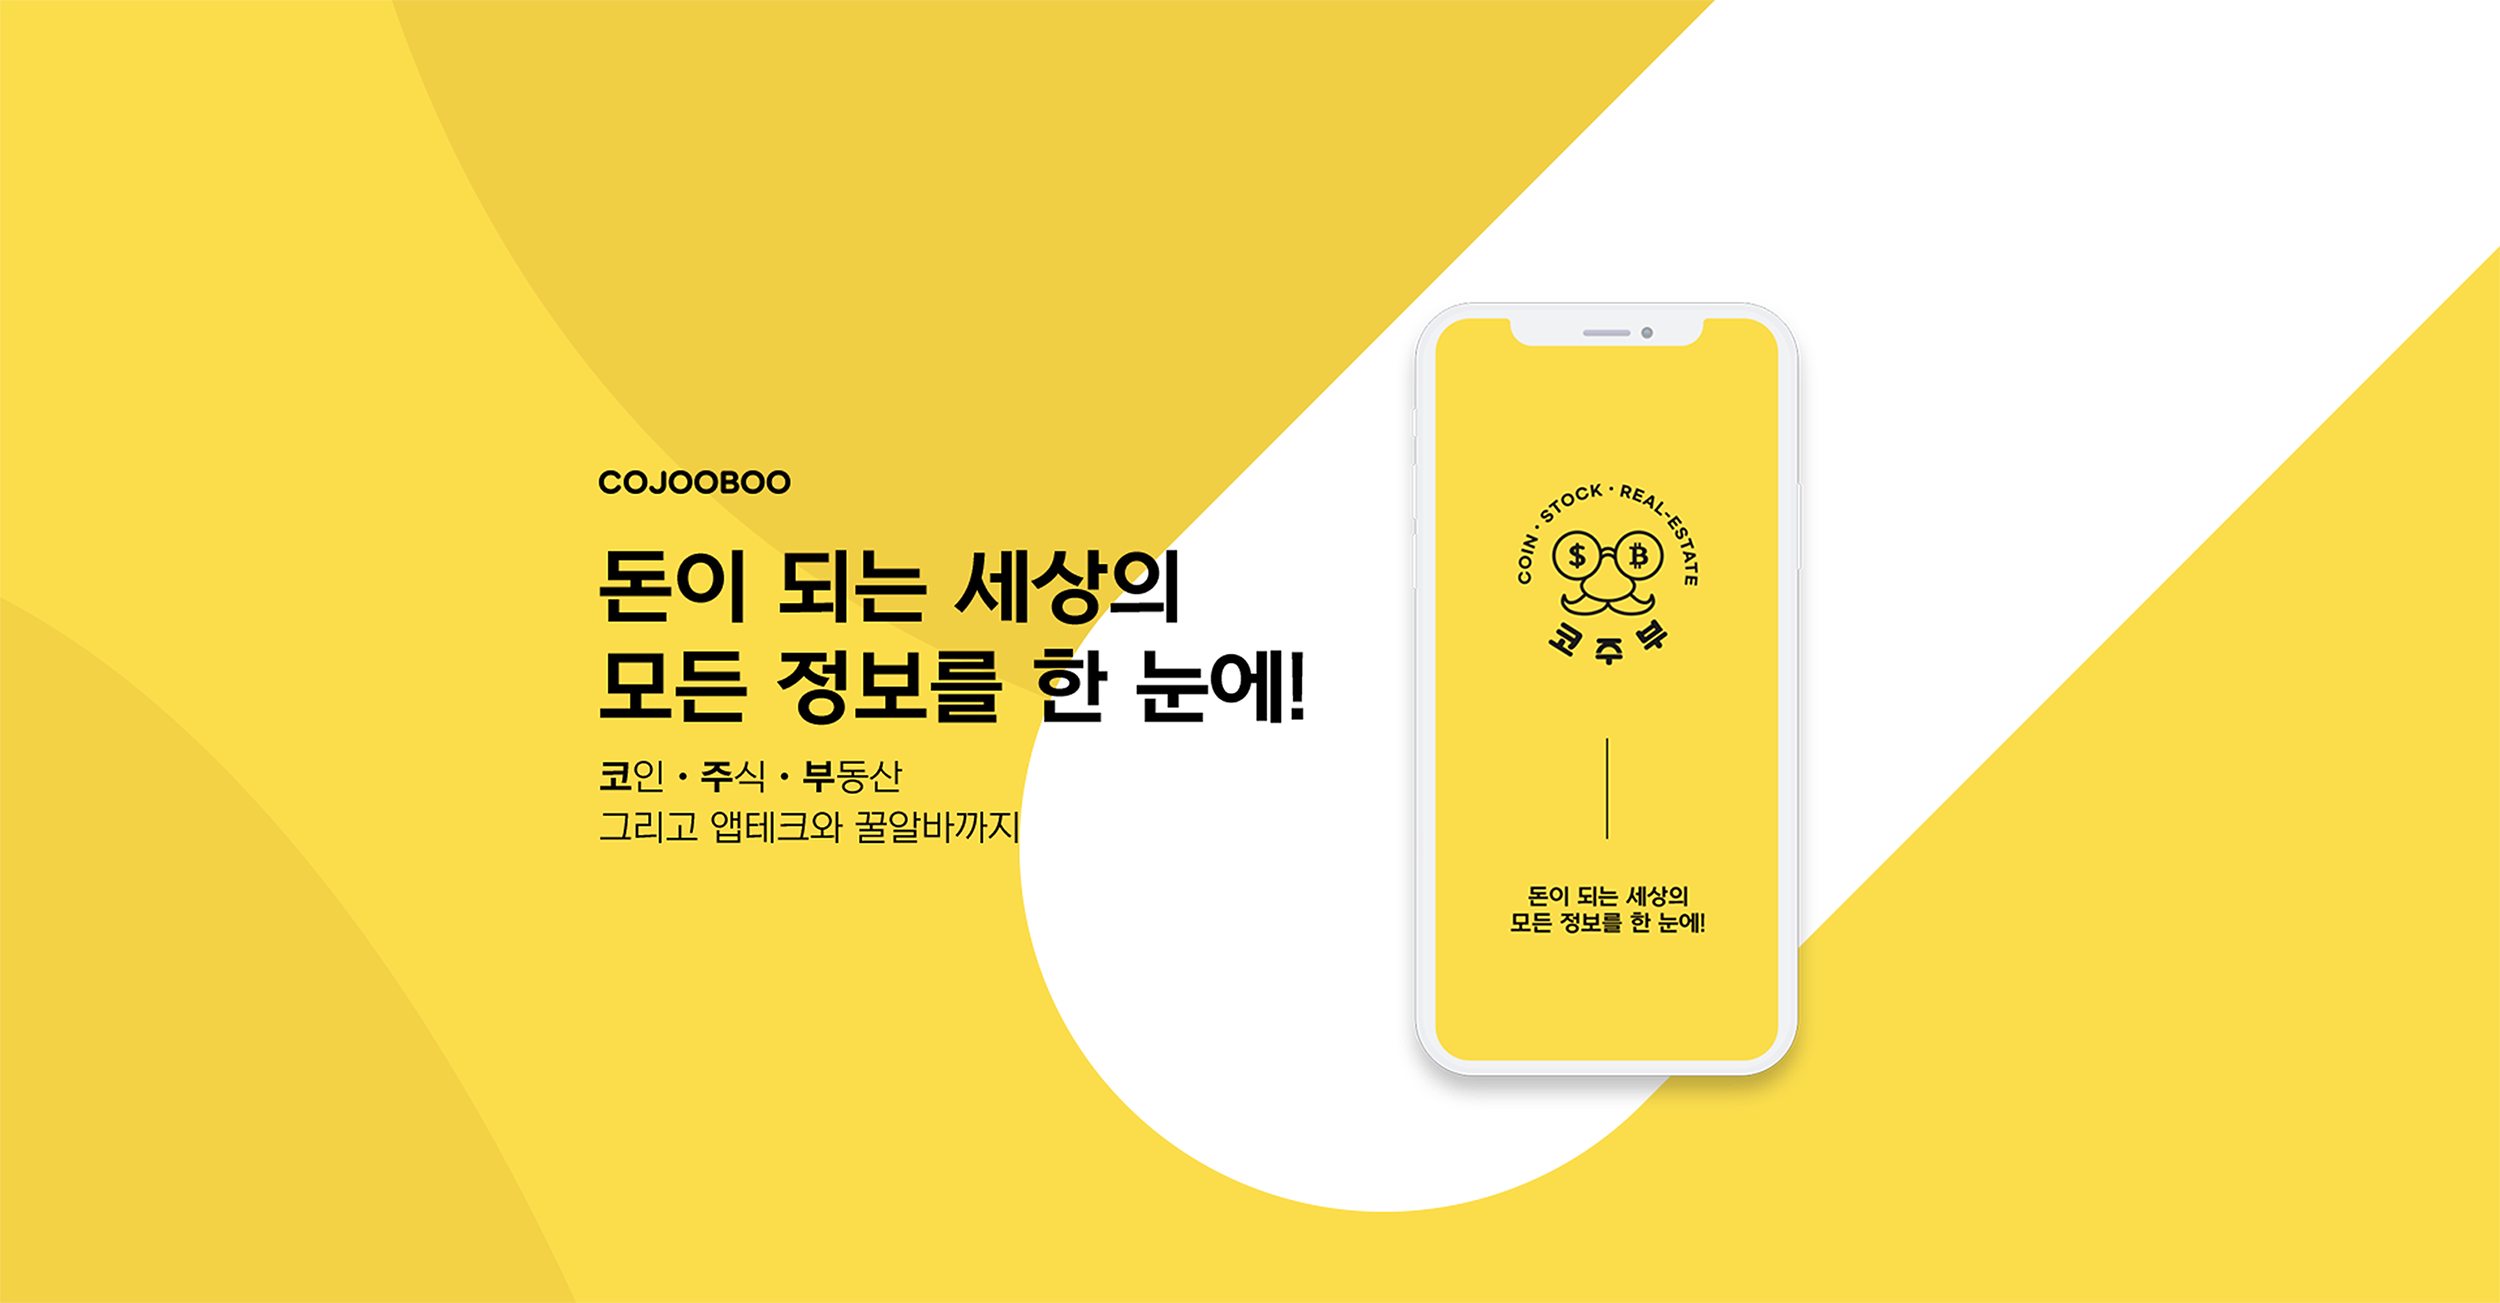 COJOOBOO
돈이 되는 세상의
모든 정보를 한 눈에!
코인 • 주식 • 부동산
그리고 앱테크와 꿀알바까지
COIN · STOCK · REAL-ESTATE
$ ₿
코주부
돈이 되는 세상의
모든 정보를 한 눈에!